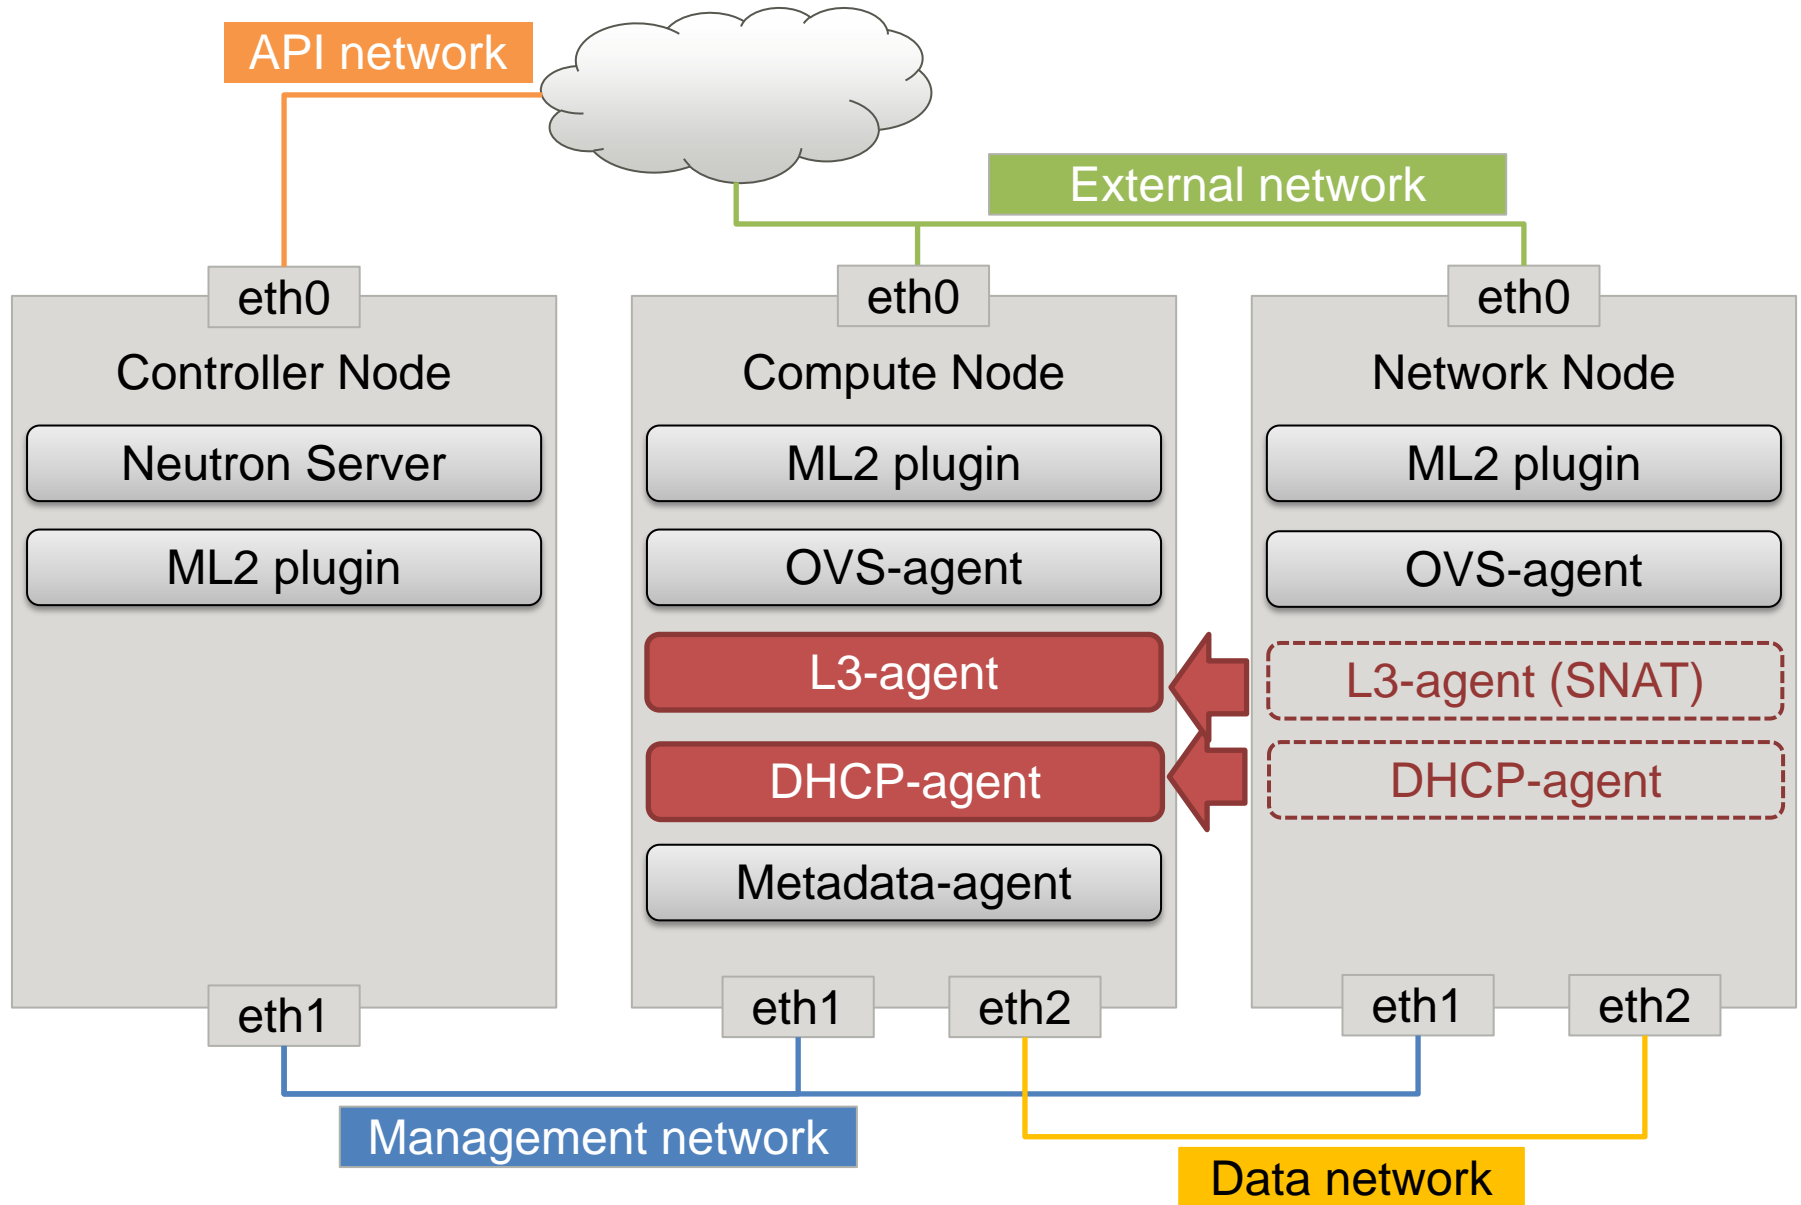 API network
External network
eth0
eth0
eth0
Controller Node
Neutron Server
ML2 plugin
Compute Node
ML2 plugin
OVS-agent
L3-agent
DHCP-agent
Metadata-agent
Network Node
ML2 plugin
OVS-agent
L3-agent (SNAT)
DHCP-agent
eth1
eth1
eth2
eth1
eth2
Management network
Data network